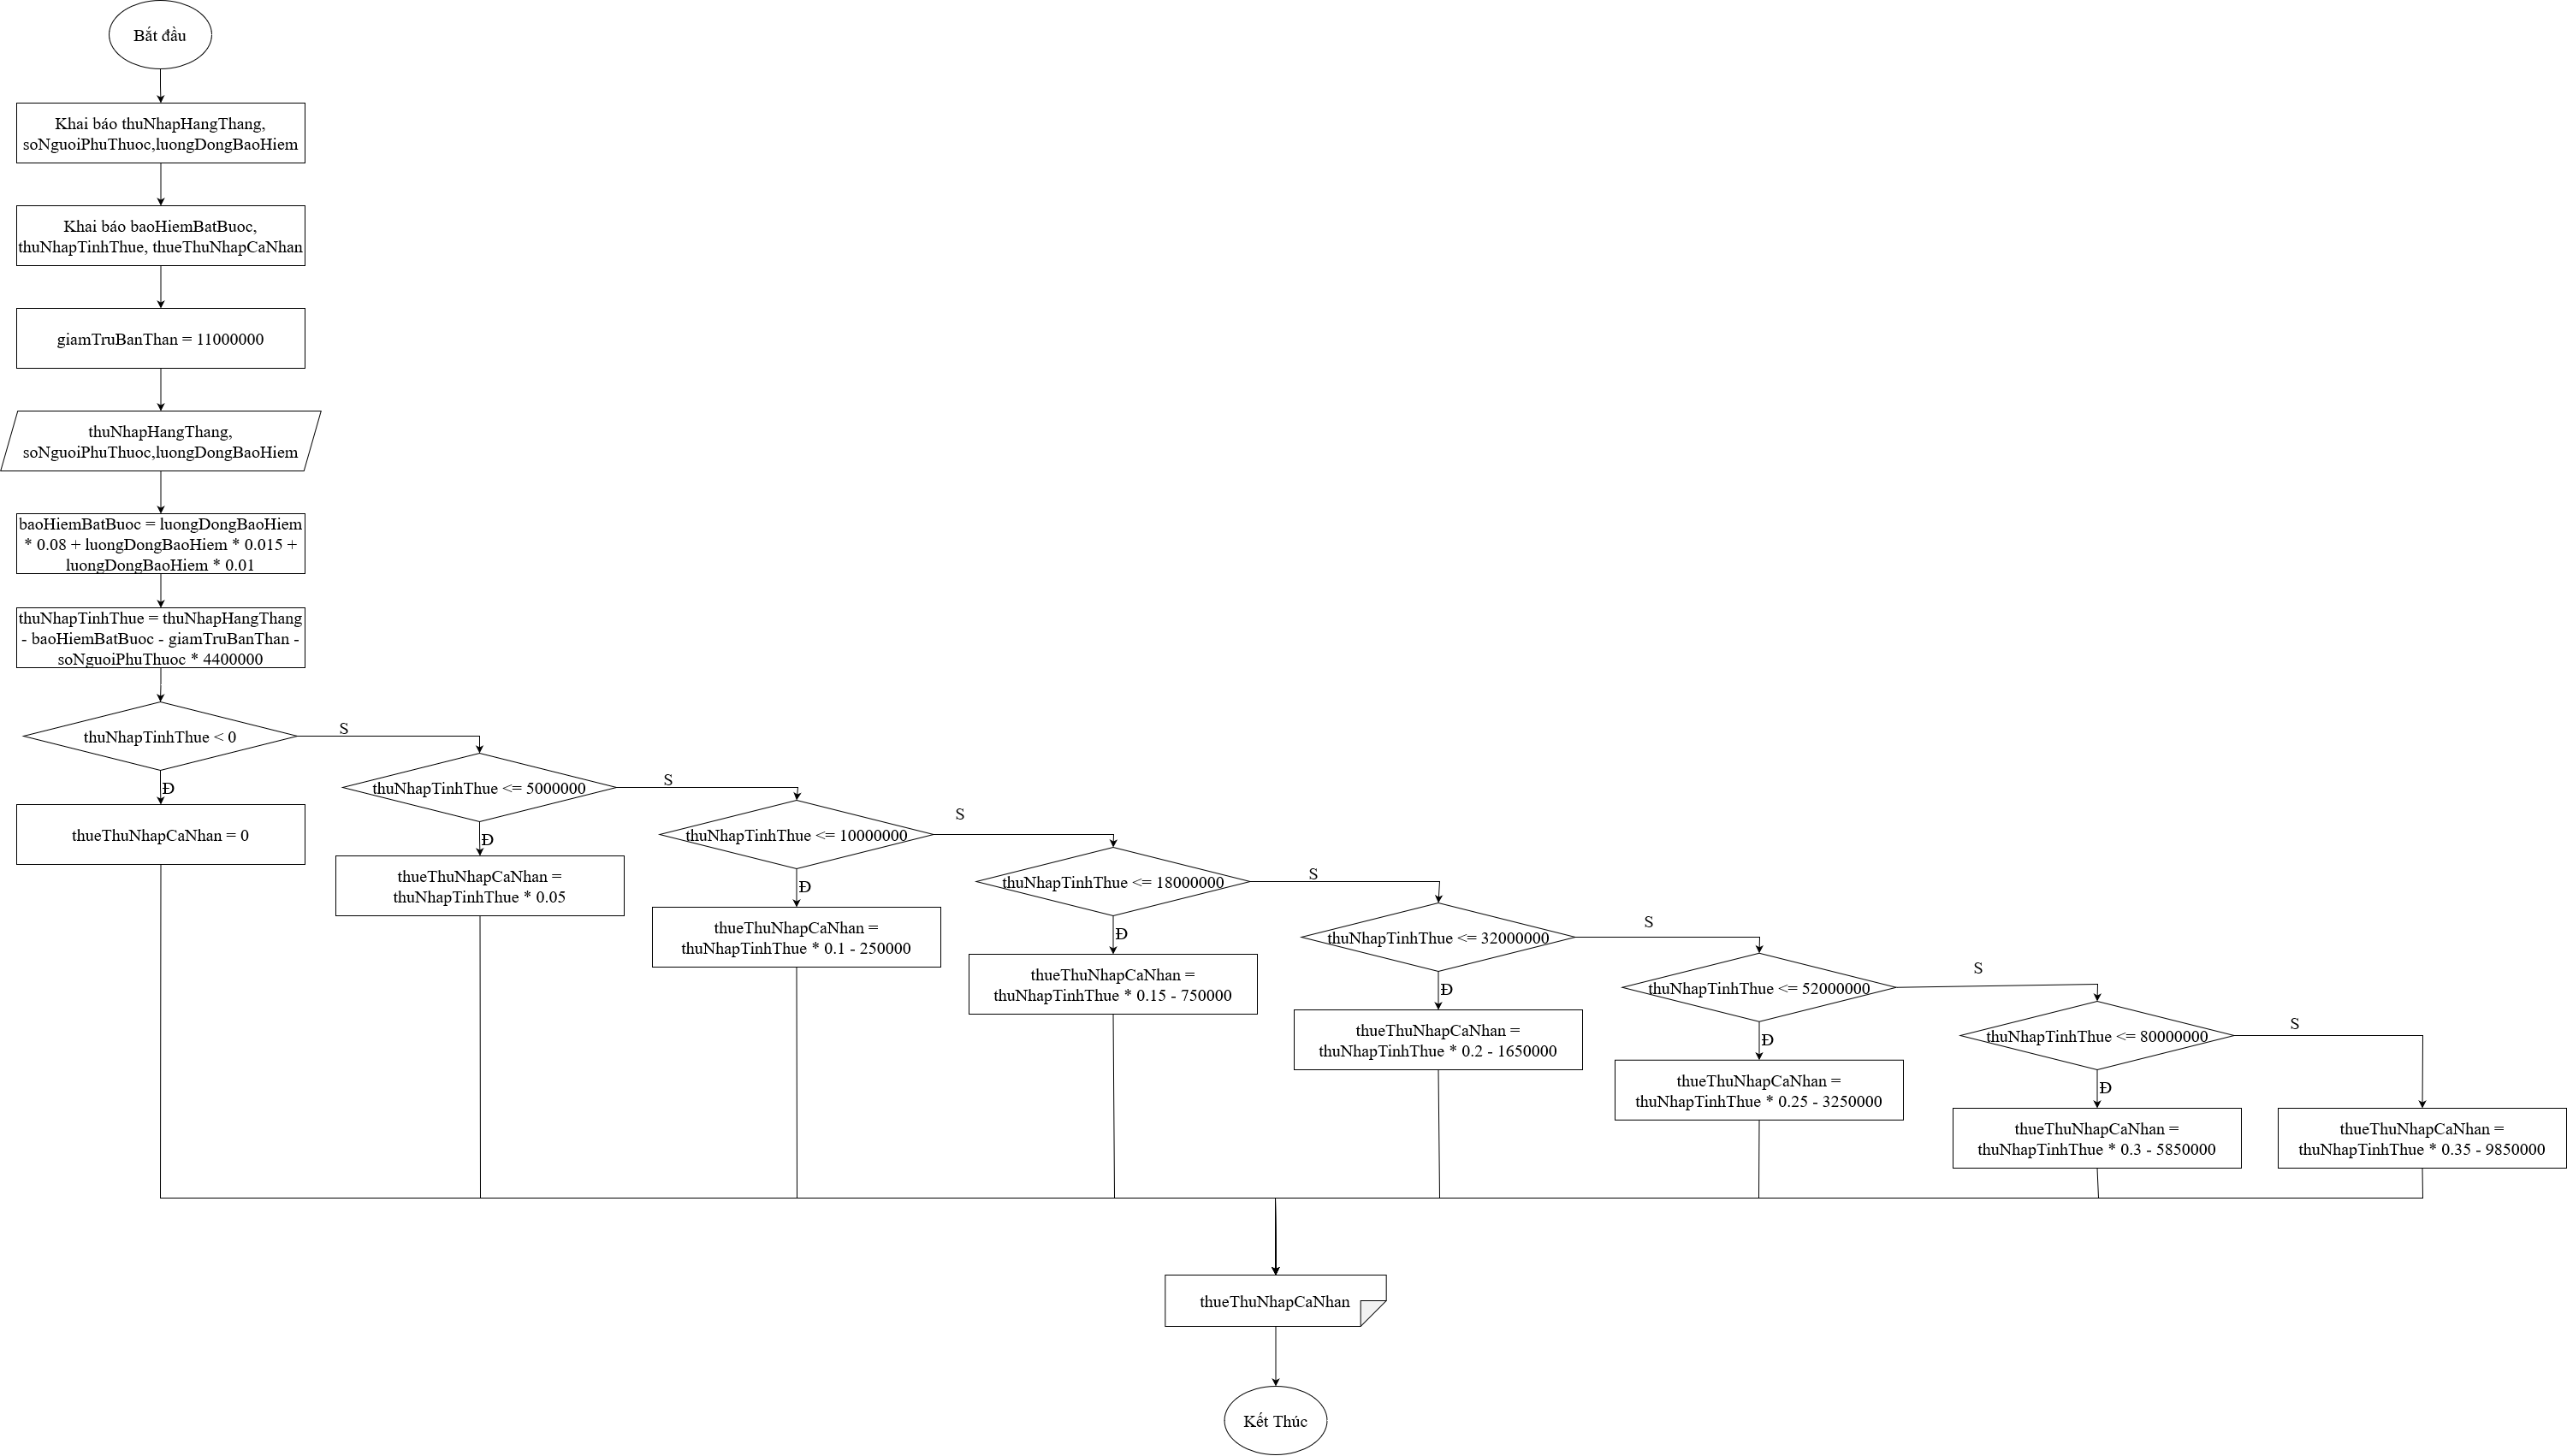 Bắt đầu
Khai báo thuNhapHangThang,
soNguoiPhuThuoc,luongDongBaoHiem
Khai báo baoHiemBatBuoc,
thuNhapTinhThue, thueThuNhapCaNhan
giamTruBanThan = 11000000
thuNhapHangThang,
soNguoiPhuThuoc,luongDongBaoHiem
baoHiemBatBuoc = luongDongBaoHiem
* 0.08 + luongDongBaoHiem * 0.015 +
luongDongBaoHiem * 0.01
thuNhapTinhThue = thuNhapHangThang
- baoHiemBatBuoc - giamTruBanThan -
soNguoiPhuThuoc * 4400000
thuNhapTinhThue < 0
S
Đ
thueThuNhapCaNhan = 0
thuNhapTinhThue <= 5000000
S
Đ
thueThuNhapCaNhan =
thuNhapTinhThue * 0.05
thuNhapTinhThue <= 10000000
S
Đ
thueThuNhapCaNhan =
thuNhapTinhThue * 0.1 - 250000
thuNhapTinhThue <= 18000000
S
Đ
thueThuNhapCaNhan =
thuNhapTinhThue * 0.15 - 750000
thuNhapTinhThue <= 32000000
S
Đ
thueThuNhapCaNhan =
thuNhapTinhThue * 0.2 - 1650000
thuNhapTinhThue <= 52000000
S
Đ
thueThuNhapCaNhan =
thuNhapTinhThue * 0.25 - 3250000
thuNhapTinhThue <= 80000000
S
Đ
thueThuNhapCaNhan =
thuNhapTinhThue * 0.3 - 5850000
thueThuNhapCaNhan =
thuNhapTinhThue * 0.35 - 9850000
thueThuNhapCaNhan
Kết Thúc